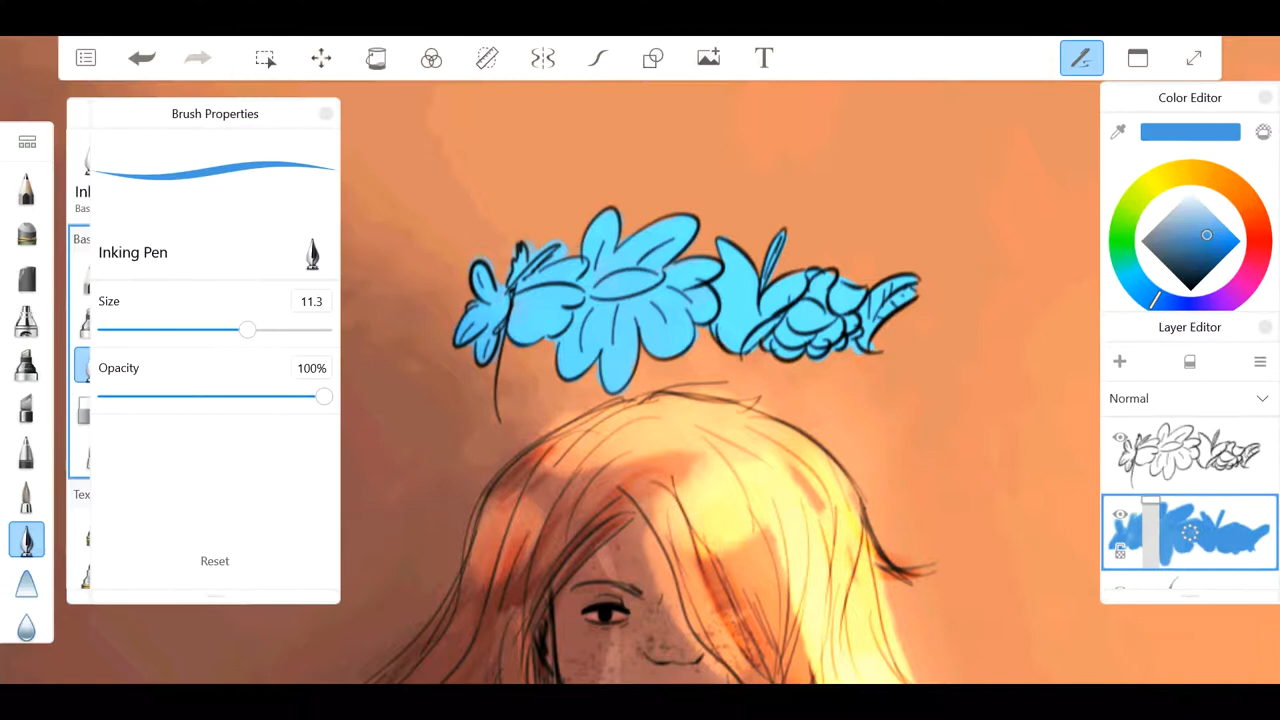 T
Brush Properties
Color Editor
Inl
Bas
Bas
Inking Pen
Size
11.3
Opacity
100%
Tex
Reset
Layer Editor
Normal